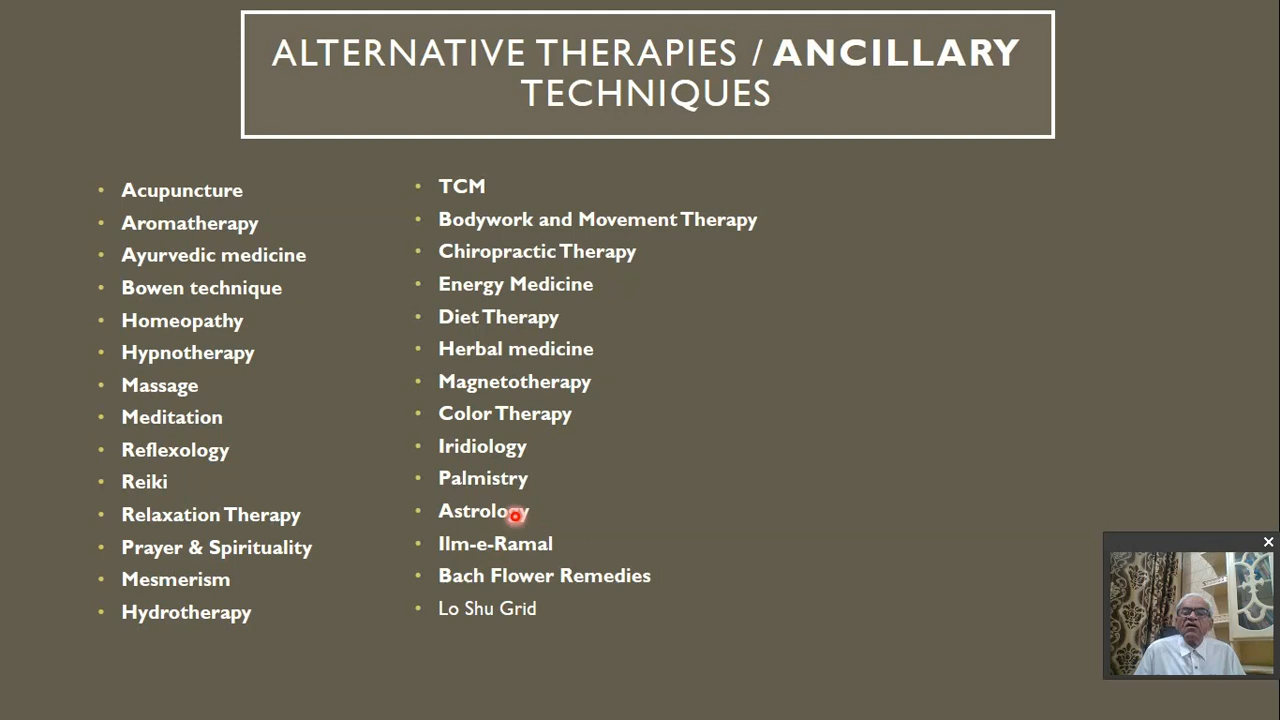 ALTERNATIVE THERAPIES / ANCILLARY
TECHNIQUES
Acupuncture
Aromatherapy
Ayurvedic medicine
Bowen technique
Homeopathy
Hypnotherapy
Massage
Meditation
Reflexology
Reiki
Relaxation Therapy
Prayer & Spirituality
Mesmerism
Hydrotherapy
TCM
Bodywork and Movement Therapy
Chiropractic Therapy
Energy Medicine
Diet Therapy
Herbal medicine
Magnetotherapy
Color Therapy
Iridiology
Palmistry
Astrology
Ilm-e-Ramal
Bach Flower Remedies
Lo Shu Grid